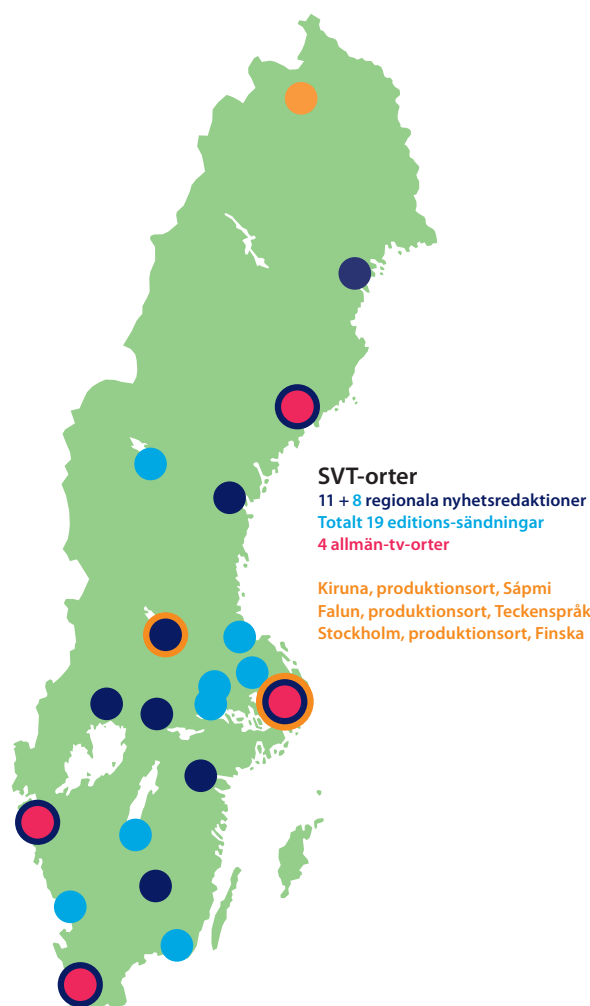 SVT-orter
11 + 8 regionala nyhetsredaktioner
Totalt 19 editions-sändningar
4 allmän-tv-orter
Kiruna, produktionsort, Sápmi
Falun, produktionsort, Teckenspråk
Stockholm, produktionsort, Finska